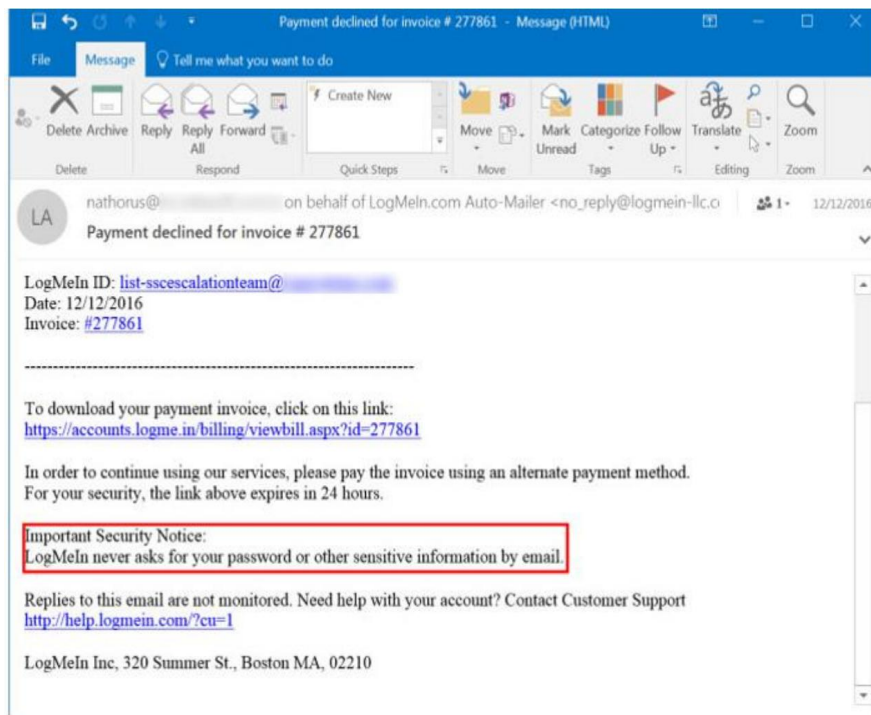 Payment declined for invoice # 277861 - Message (HTML)
File Message Tell me what you want to do
Create New
Delete Archive Reply Reply All Forward Move Mark Unread Categorize Follow Up Translate Zoom
Delete Respond Quick Steps Move Tags Editing Zoom
LA
nathorus@ on behalf of LogMeIn.com Auto-Mailer <no_reply@logmein-llc.c 1 12/12/2016
Payment declined for invoice # 277861
LogMeIn ID: list-sscescalationteam@
Date: 12/12/2016
Invoice: #277861
----------------------------------------------------------------------
To download your payment invoice, click on this link:
https://accounts.logme.in/billing/viewbill.aspx?id=277861
In order to continue using our services, please pay the invoice using an alternate payment method.
For your security, the link above expires in 24 hours.
Important Security Notice:
LogMeIn never asks for your password or other sensitive information by email.
Replies to this email are not monitored. Need help with your account? Contact Customer Support
http://help.logmein.com/?cu=1
LogMeIn Inc, 320 Summer St., Boston MA, 02210